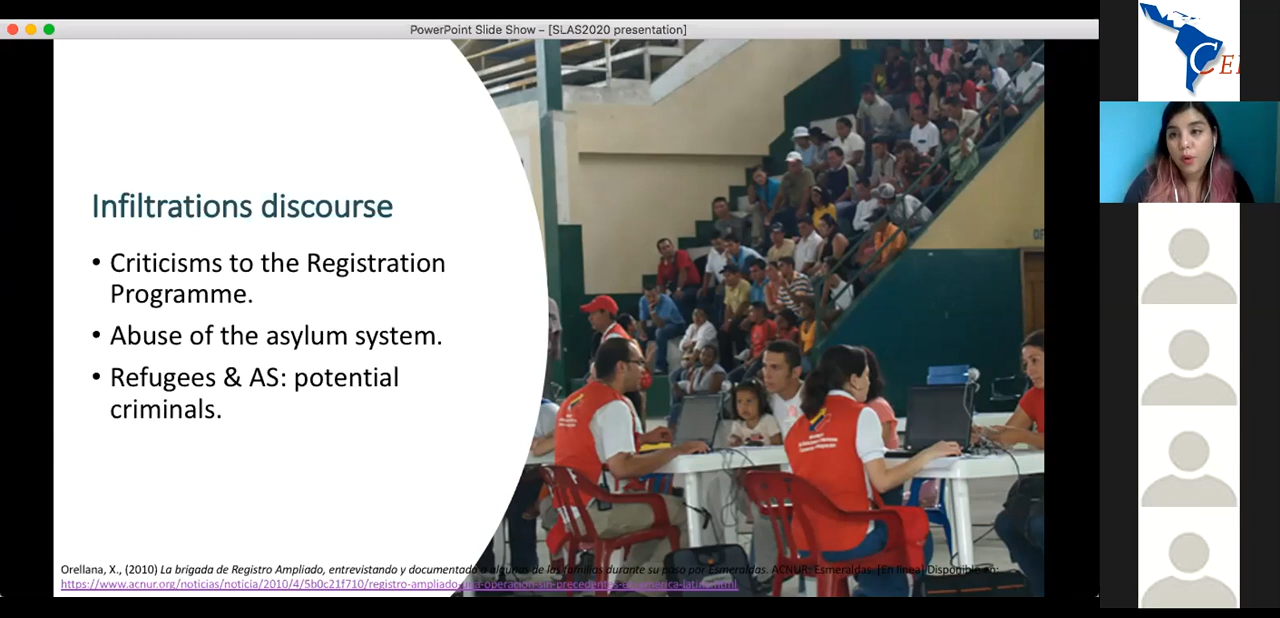 PowerPoint Slide Show – [SLAS2020 presentation]
Infiltrations discourse
• Criticisms to the Registration
Programme.
• Abuse of the asylum system.
• Refugees & AS: potential
criminals.
Orellana, X., (2010) La brigada de Registro Ampliado, entrevistando y documentado a algunas de las familias durante su paso por Esmeraldas. ACNUR: Esmeraldas. [En línea] Disponible en:
https://www.acnur.org/noticias/noticia/2010/4/5b0c21f710/registro-ampliado-una-operacion-sin-precedentes-en-america-latina.html
CEI